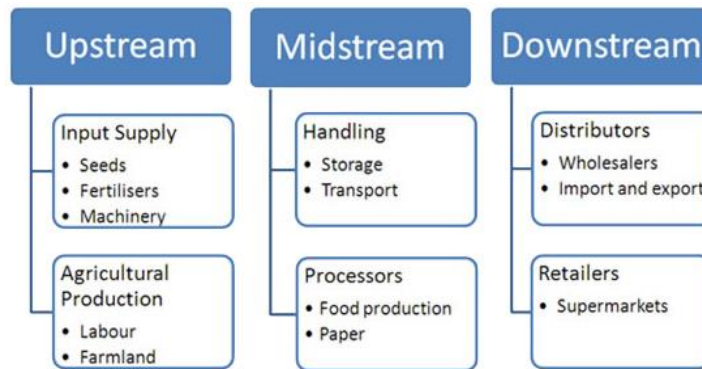 Upstream
Input Supply
• Seeds
• Fertilisers
• Machinery
Agricultural
Production
• Labour
• Farmland
Midstream
Handling
• Storage
• Transport
Processors
• Food production
• Paper
Downstream
Distributors
• Wholesalers
• Import and export
Retailers
• Supermarkets